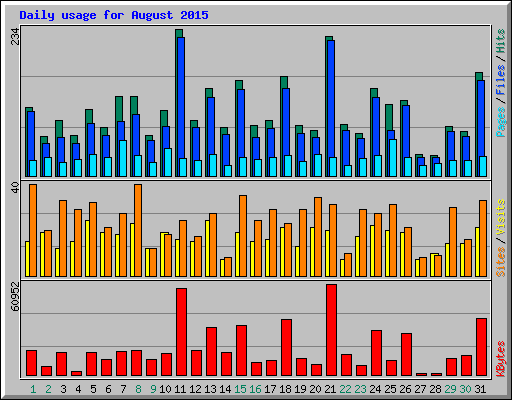 Daily usage for August 2015
234
Pages / Files / Hits
40
Sites / Visits
60952
KBytes
1 2 3 4 5 6 7 8 9 10 11 12 13 14 15 16 17 18 19 20 21 22 23 24 25 26 27 28 29 30 31